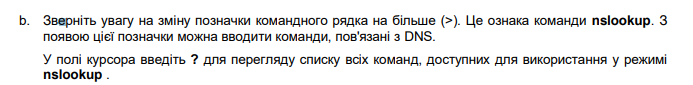 b. Зверніть увагу на зміну позначки командного рядка на більше (>). Це ознака команди nslookup. З
появою цієї позначки можна вводити команди, пов'язані з DNS.
У полі курсора введіть ? для перегляду списку всіх команд, доступних для використання у режимі
nslookup .